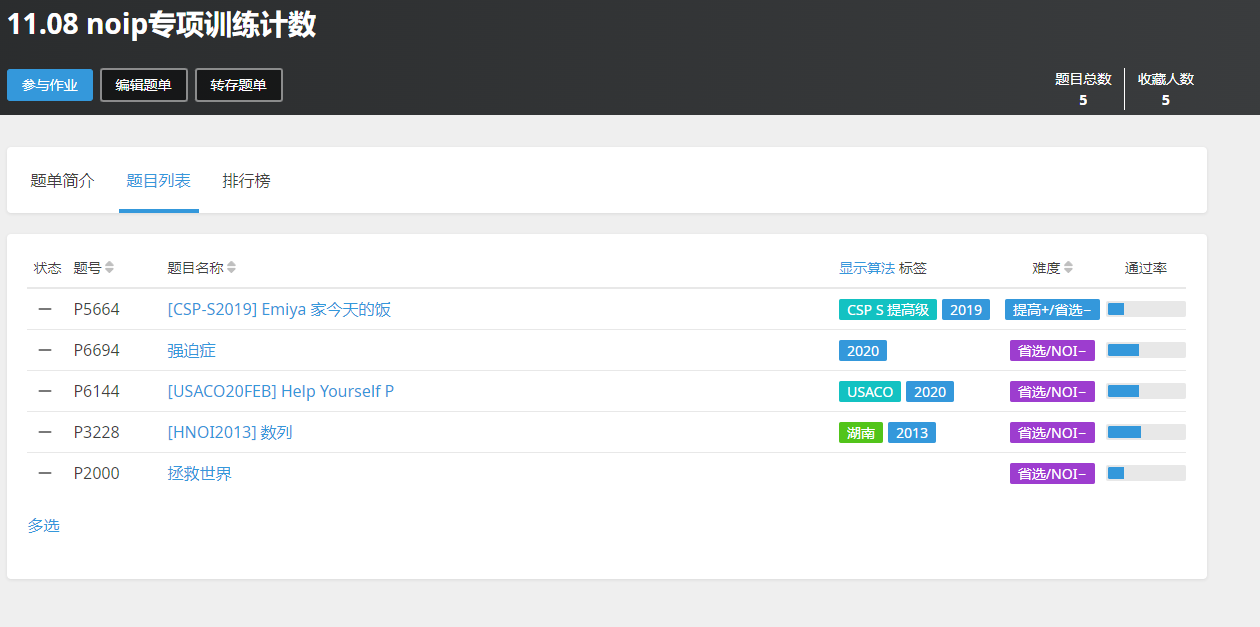 11.08 noip专项训练计数
参与作业 编辑题单 转存题单
题目总数 收藏人数
5 5
题单简介 题目列表 排行榜
状态 题号 题目名称 显示算法 标签 难度 通过率
— P5664 [CSP-S2019] Emiya 家今天的饭 CSP S 提高级 2019 提高+/省选−
— P6694 强迫症 2020 省选/NOI−
— P6144 [USACO20FEB] Help Yourself P USACO 2020 省选/NOI−
— P3228 [HNOI2013] 数列 湖南 2013 省选/NOI−
— P2000 拯救世界 省选/NOI−
多选